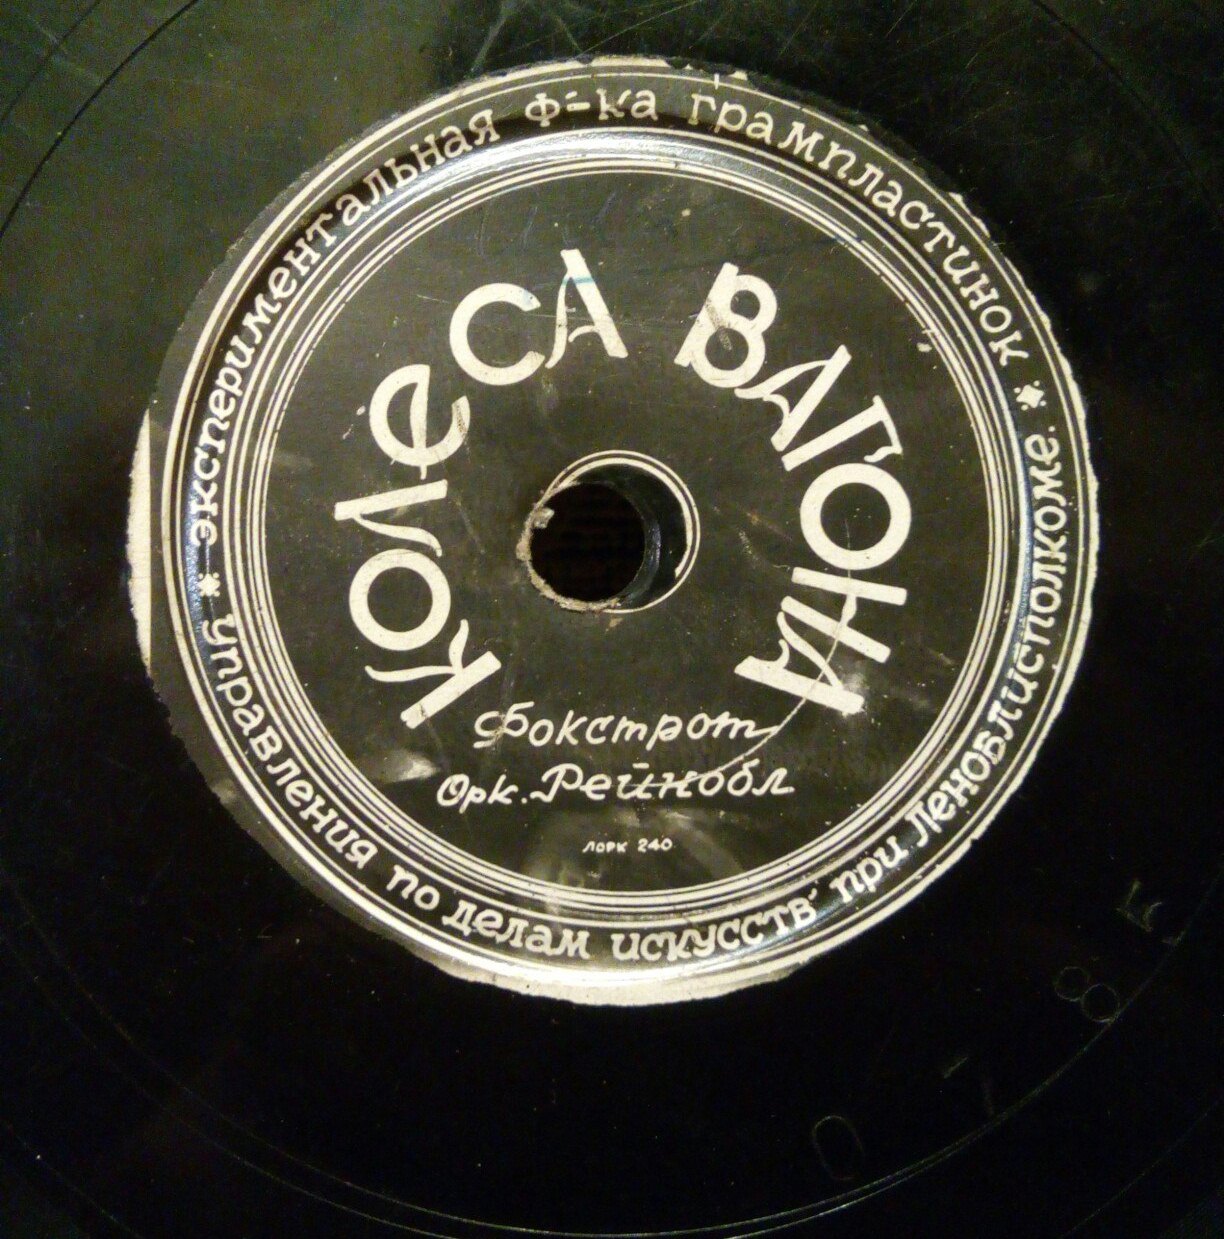 экспериментальная ф-ка грампластинок
управления по делам искусств при Леноблисполкоме.
КОЛЕСА ВАГОНА
Фокстрот
Орк. Рейнобл
ЛОРК 240